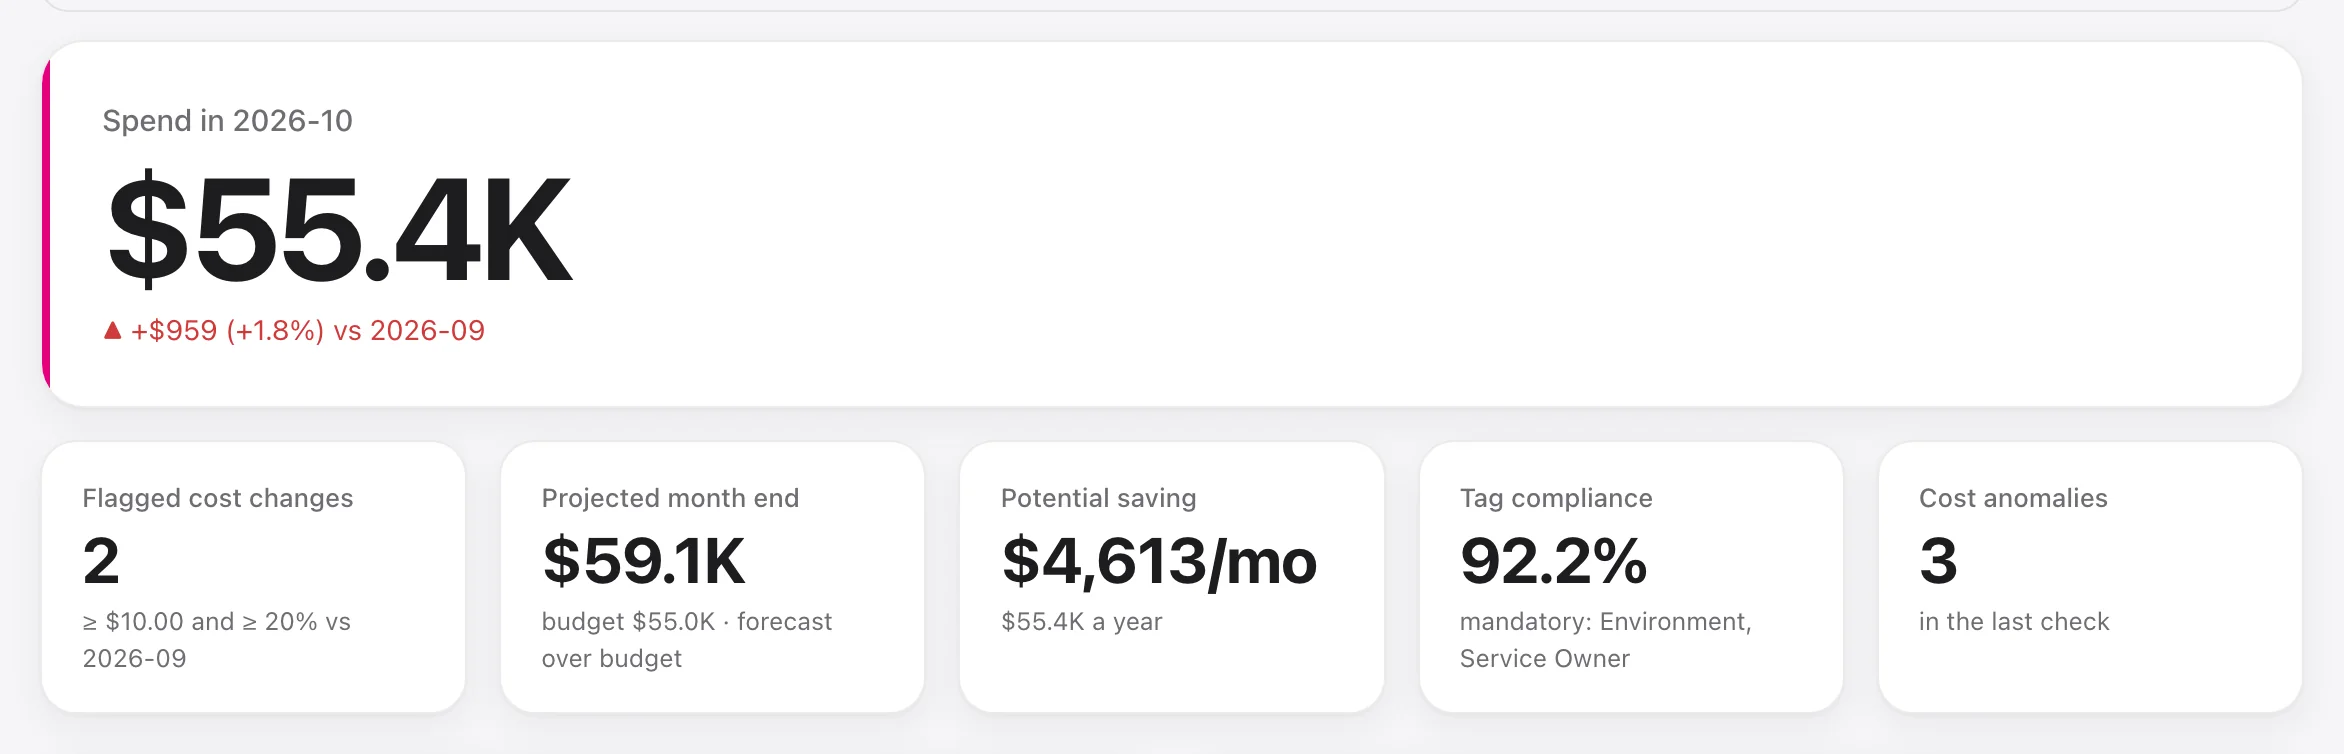 Spend in 2026-10
$55.4K
▲ +$959 (+1.8%) vs 2026-09
Flagged cost changes
2
≥ $10.00 and ≥ 20% vs
2026-09
Projected month end
$59.1K
budget $55.0K · forecast
over budget
Potential saving
$4,613/mo
$55.4K a year
Tag compliance
92.2%
mandatory: Environment,
Service Owner
Cost anomalies
3
in the last check